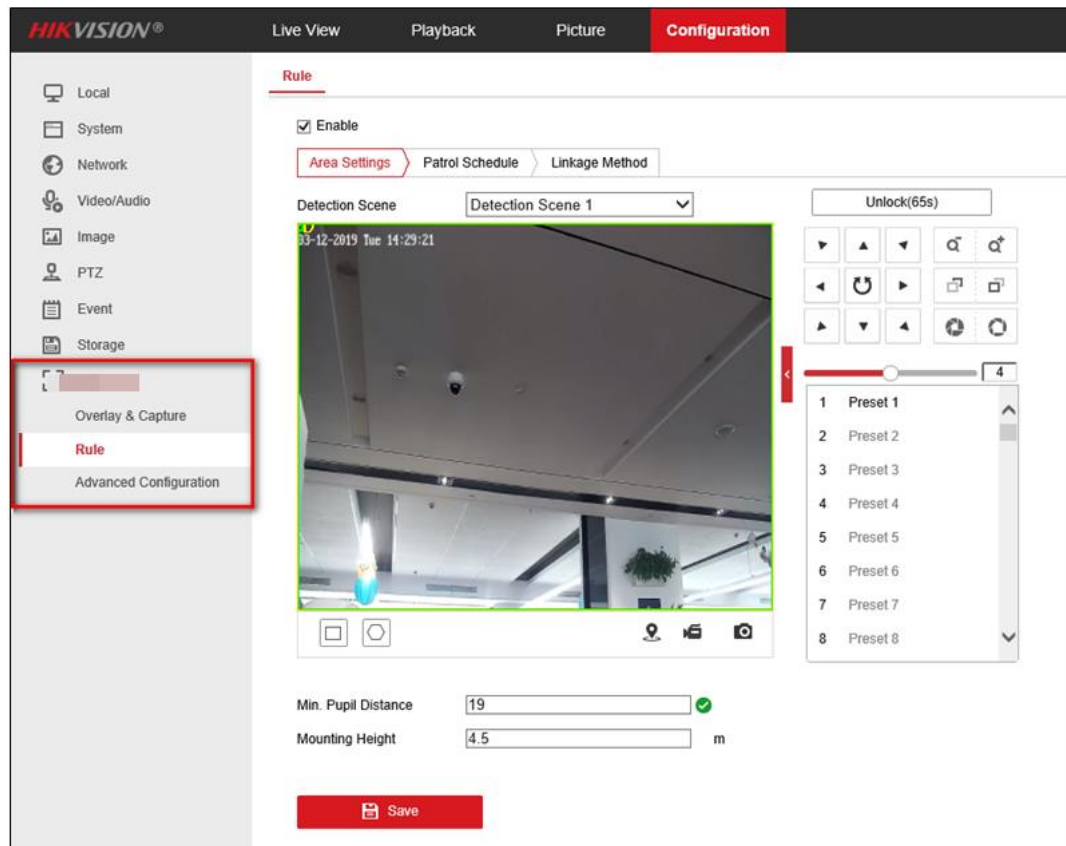 HIKVISION®
Live View Playback Picture Configuration
Local
System
Network
Video/Audio
Image
PTZ
Event
Storage
Overlay & Capture
Rule
Advanced Configuration
Rule
Enable
Area Settings Patrol Schedule Linkage Method
Detection Scene Detection Scene 1
03-12-2019 Tue 14:29:21
Unlock(65s)
4
1 Preset 1
2 Preset 2
3 Preset 3
4 Preset 4
5 Preset 5
6 Preset 6
7 Preset 7
8 Preset 8
Min. Pupil Distance 19
Mounting Height 4.5 m
Save